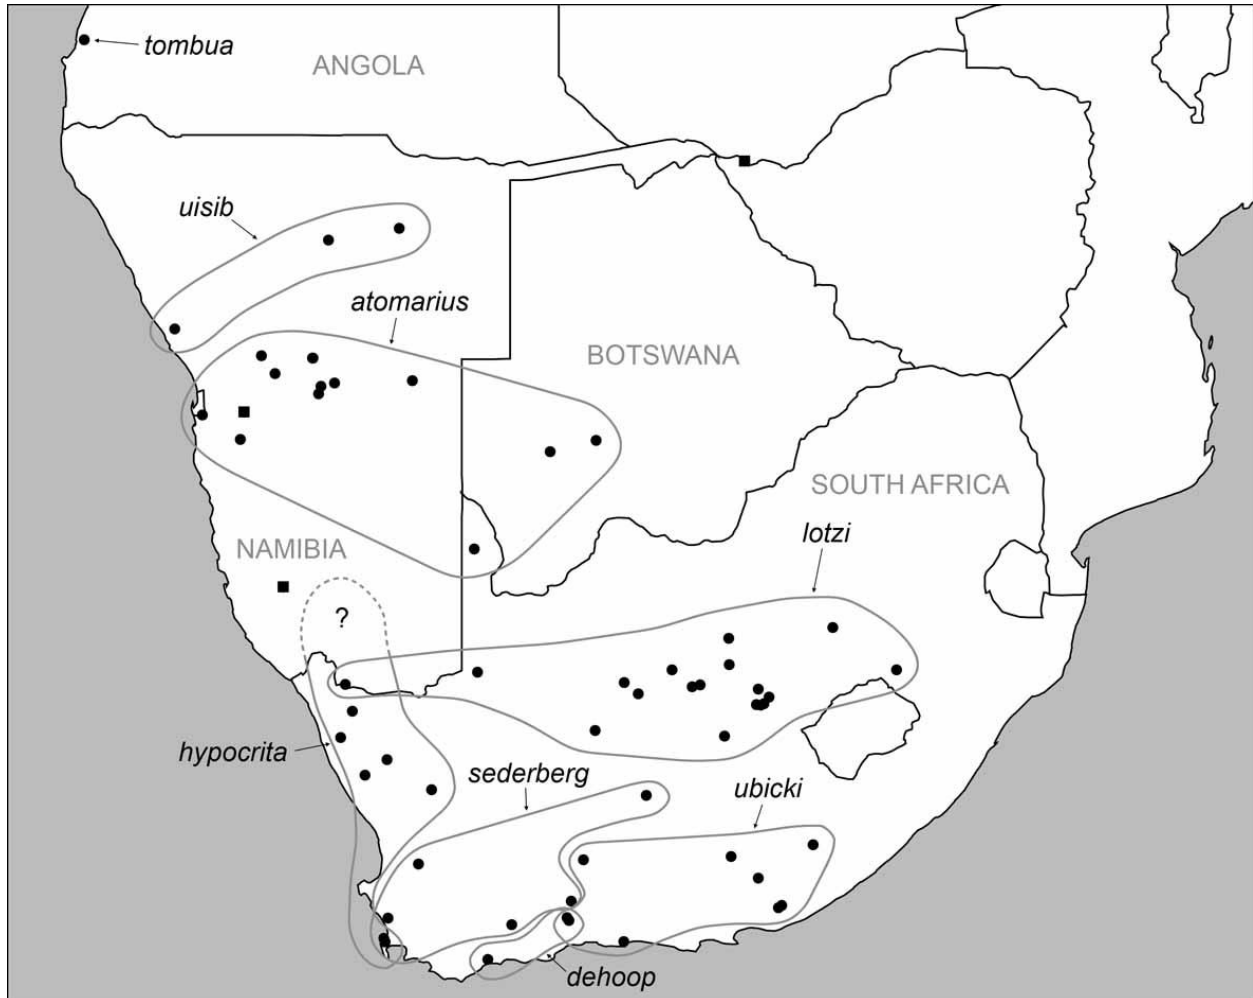 tombua
ANGOLA
uisib
atomarius
BOTSWANA
SOUTH AFRICA
lotzi
NAMIBIA
?
hypocrita
sederberg
ubicki
dehoop